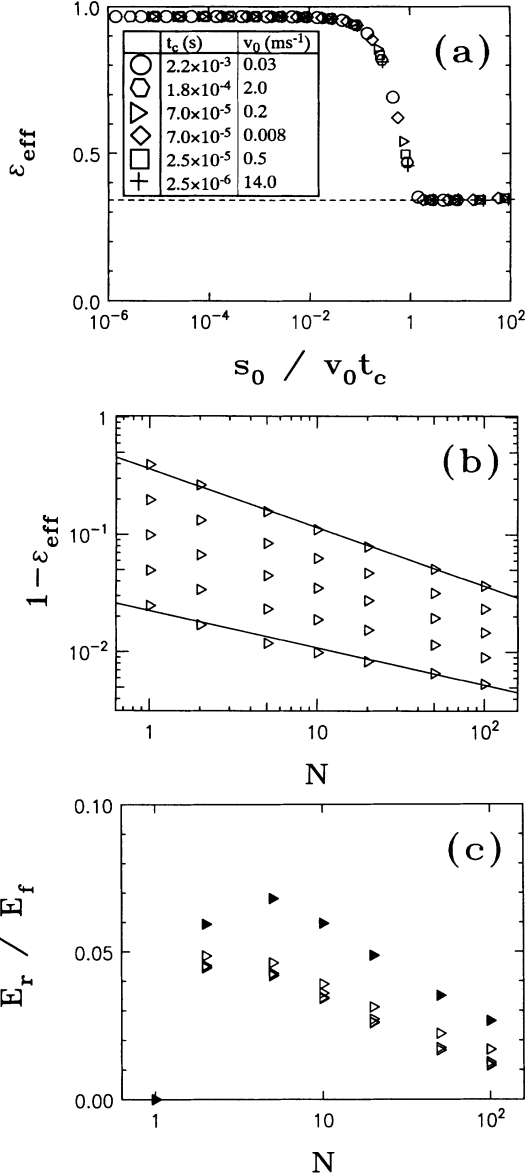 1.0
(a)
t_c (s) v_0 (ms^-1)
2.2×10^-3 0.03
1.8×10^-4 2.0
7.0×10^-5 0.2
7.0×10^-5 0.008
2.5×10^-5 0.5
2.5×10^-6 14.0
ε_eff
0.5
0.0
10^-6 10^-4 10^-2 1 10^2
s_0 / v_0t_c
1
(b)
1-ε_eff
10^-1
10^-2
1 10 10^2
N
0.10
(c)
E_r / E_f
0.05
0.00
1 10 10^2
N